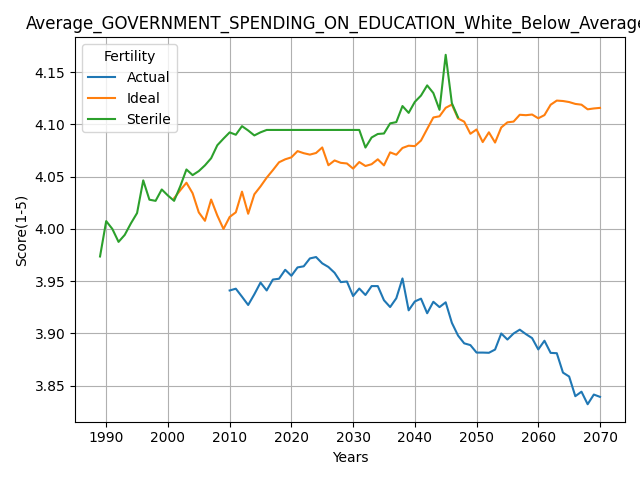 Average_GOVERNMENT_SPENDING_ON_EDUCATION_White_Below_Average
Fertility
Actual
Ideal
Sterile
Score(1-5)
4.15
4.10
4.05
4.00
3.95
3.90
3.85
1990 2000 2010 2020 2030 2040 2050 2060 2070
Years